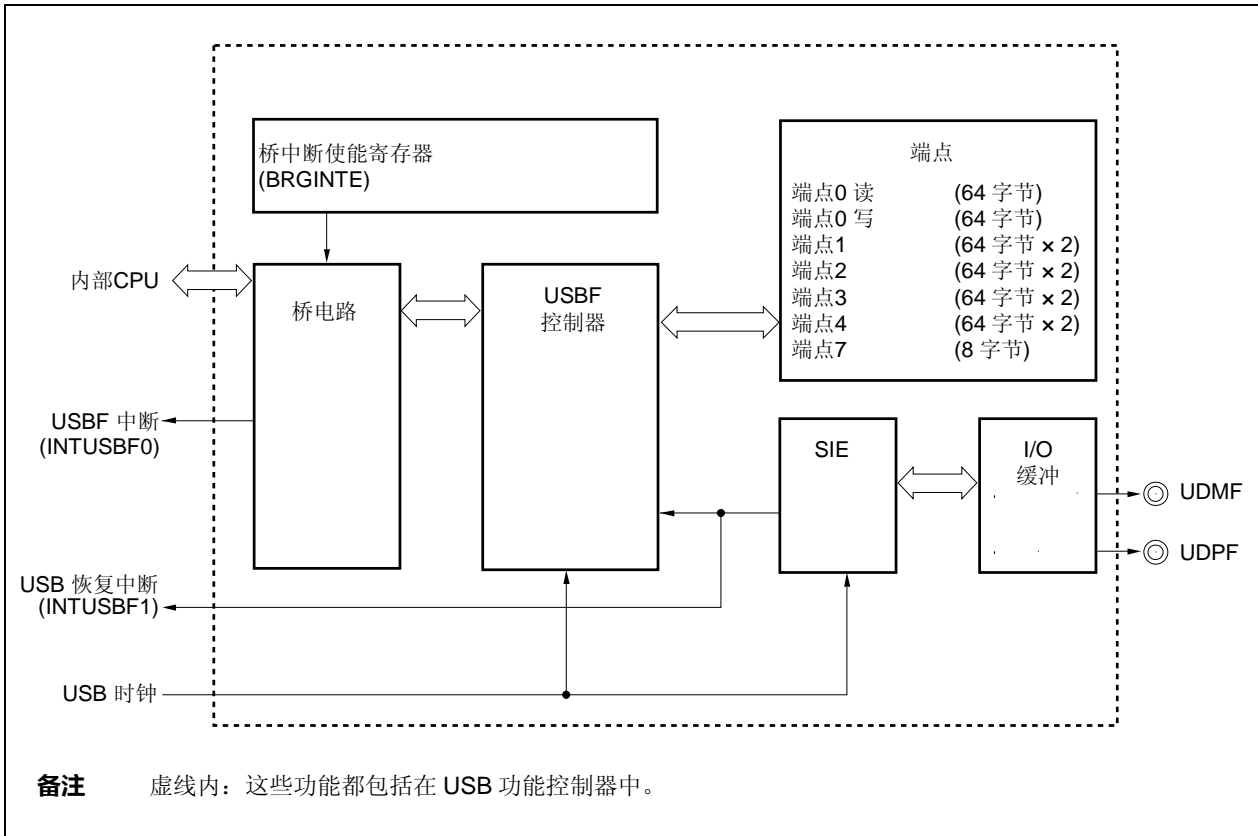 桥中断使能寄存器
(BRGINTE)
端点
端点0 读 (64 字节)
端点0 写 (64 字节)
端点1 (64 字节 × 2)
端点2 (64 字节 × 2)
端点3 (64 字节 × 2)
端点4 (64 字节 × 2)
端点7 (8 字节)
内部CPU
桥电路
USBF
控制器
USBF 中断
(INTUSBF0)
SIE
I/O
缓冲
UDMF
UDPF
USB 恢复中断
(INTUSBF1)
USB 时钟
备注 虚线内：这些功能都包括在 USB 功能控制器中。